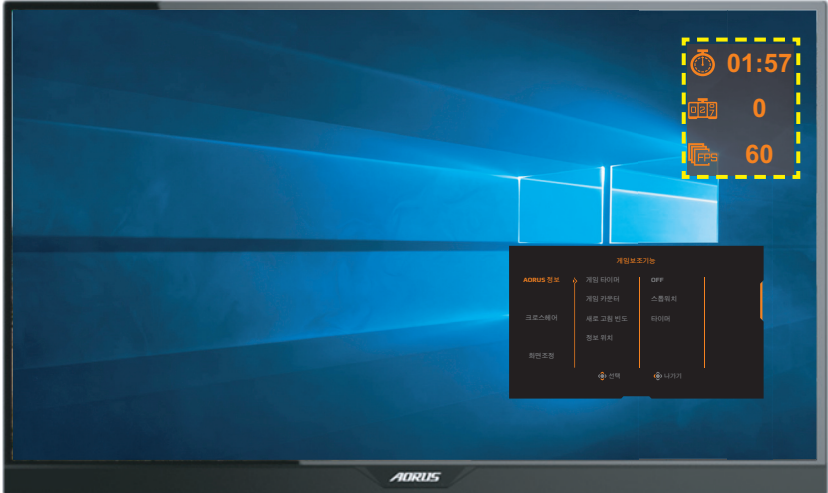 01:57
0
FPS 60
게임보조기능
AORUS 정보
게임 타이머
OFF
게임 카운터
스톱워치
크로스헤어
새로 고침 빈도
타이머
정보 위치
화면조정
선택
나가기
AORUS